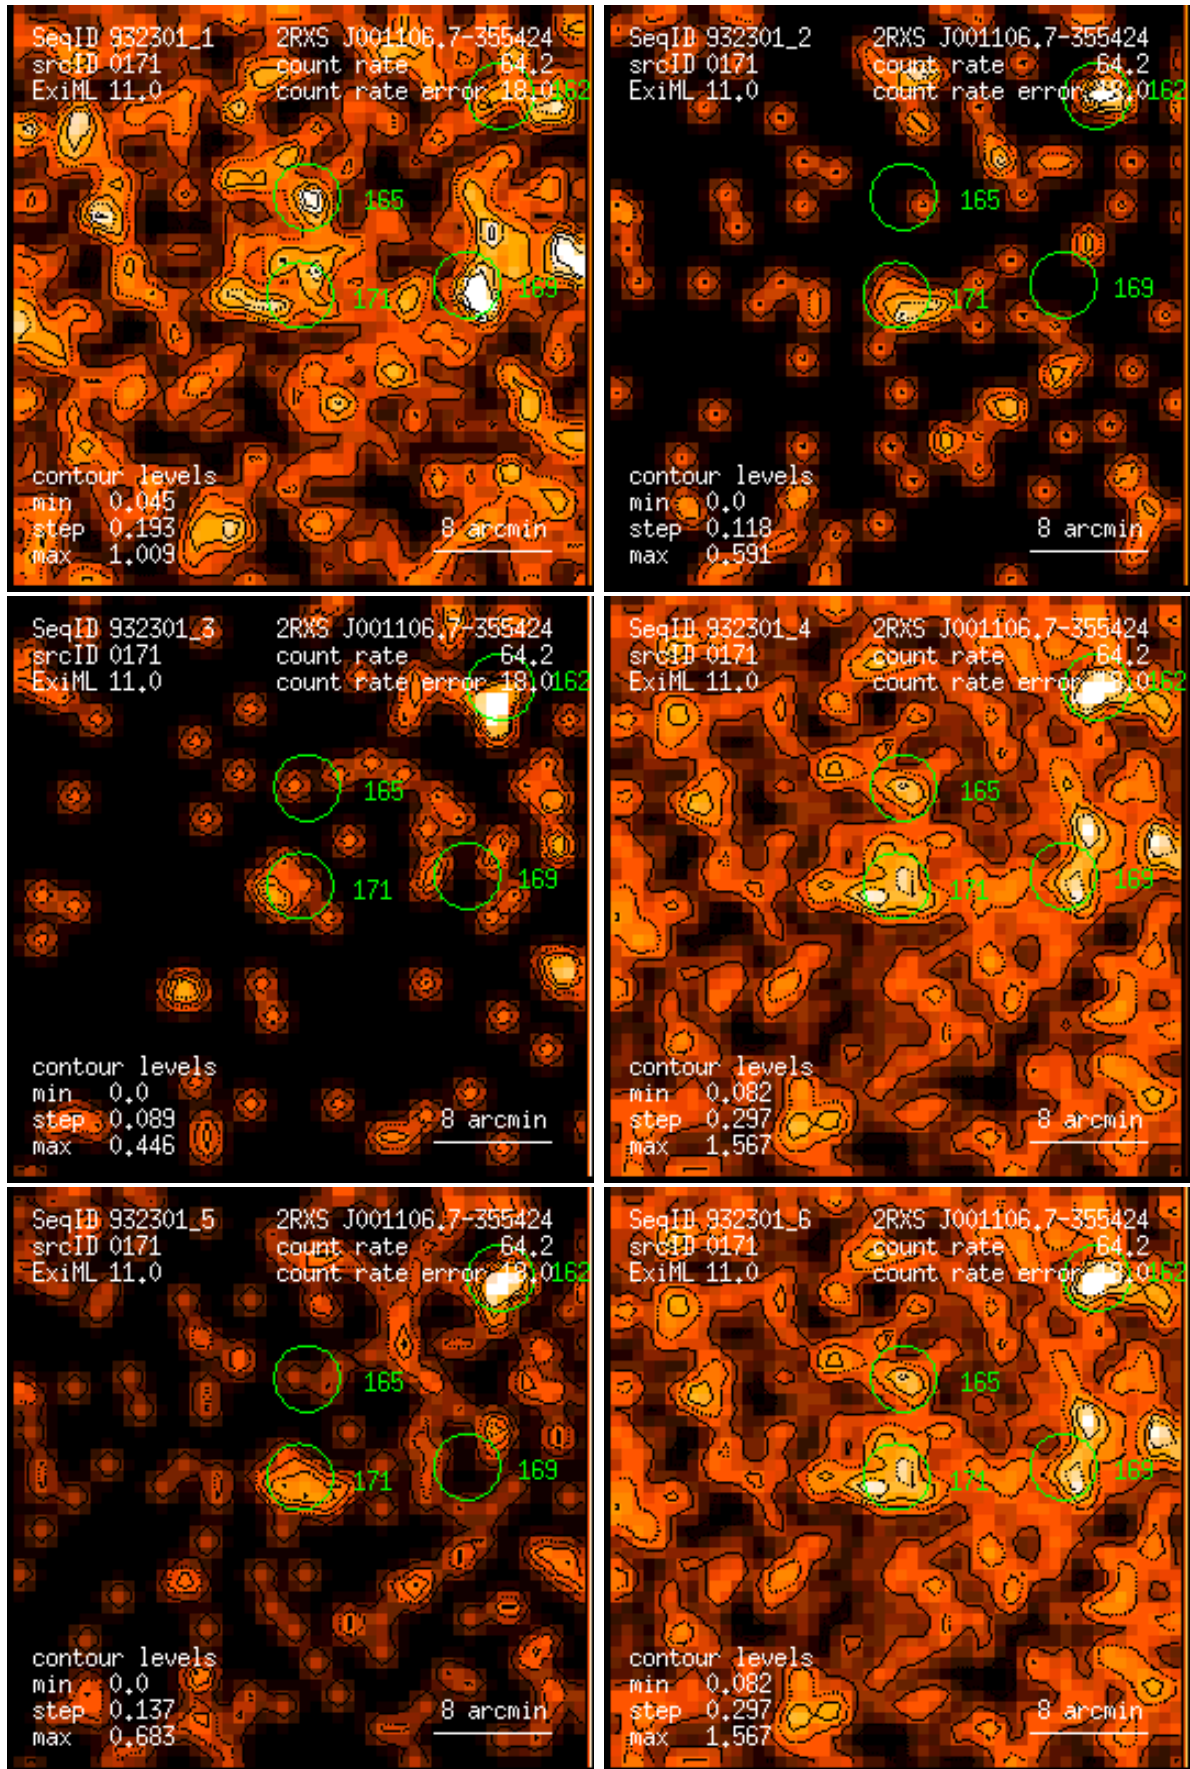 SeqID 932301_1 2RXS J001106.7-355424
srcID 0171 count rate 64.2
ExiML 11.0 count rate error 18.0
162
165
171
169
contour levels
min 0.045
step 0.193
max 1.009
8 arcmin
SeqID 932301_2 2RXS J001106.7-355424
srcID 0171 count rate 64.2
ExiML 11.0 count rate error 18.0
162
165
171
169
contour levels
min 0.0
step 0.118
max 0.591
8 arcmin
SeqID 932301_3 2RXS J001106.7-355424
srcID 0171 count rate 64.2
ExiML 11.0 count rate error 18.0
162
165
171
169
contour levels
min 0.0
step 0.089
max 0.446
8 arcmin
SeqID 932301_4 2RXS J001106.7-355424
srcID 0171 count rate 64.2
ExiML 11.0 count rate error 18.0
162
165
171
169
contour levels
min 0.082
step 0.297
max 1.567
8 arcmin
SeqID 932301_5 2RXS J001106.7-355424
srcID 0171 count rate 64.2
ExiML 11.0 count rate error 18.0
162
165
171
169
contour levels
min 0.0
step 0.137
max 0.683
8 arcmin
SeqID 932301_6 2RXS J001106.7-355424
srcID 0171 count rate 64.2
ExiML 11.0 count rate error 18.0
162
165
171
169
contour levels
min 0.082
step 0.297
max 1.567
8 arcmin